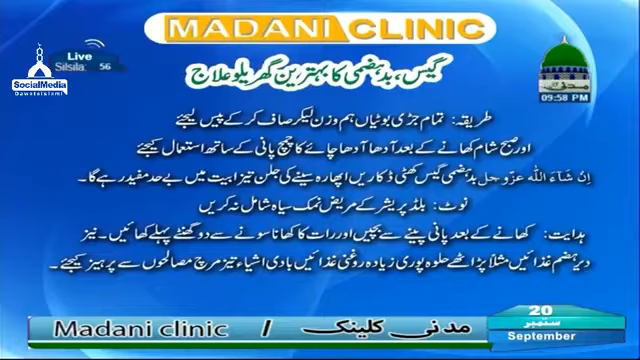 MADANI CLINIC
Live
Silsila: 56
SocialMedia
DawateIslami
09:58 PM
گیس، بدہضمی کا بہترین گھریلو علاج
طریقہ: تمام جڑی بوٹیاں ہم وزن لیکر صاف کر کے پیس لیجئے
اور صبح شام کھانے کے بعد آدھا آدھا چائے کا چمچ پانی کے ساتھ استعمال کیجئے
اِنْ شَآءَ اللّٰه عَزَّوَجَل بدہضمی گیس کھٹی ڈکاریں اپھارہ سینے کی جلن تیزابیت میں بے حد مفید رہے گا۔
نوٹ: بلڈ پریشر کے مریض نمک سیاہ شامل نہ کریں
ہدایت: کھانے کے بعد پانی پینے سے بچیں اور رات کا کھانا سونے سے دو گھنٹے پہلے کھائیں۔ نیز
دیر ہضم غذائیں مثلاً پراٹھے حلوہ پوری زیادہ روغنی غذائیں بادی اشیاء تیز مرچ مصالحوں سے پرہیز کیجئے۔
20
ستمبر
September
Madani clinic / مدنی کلینک